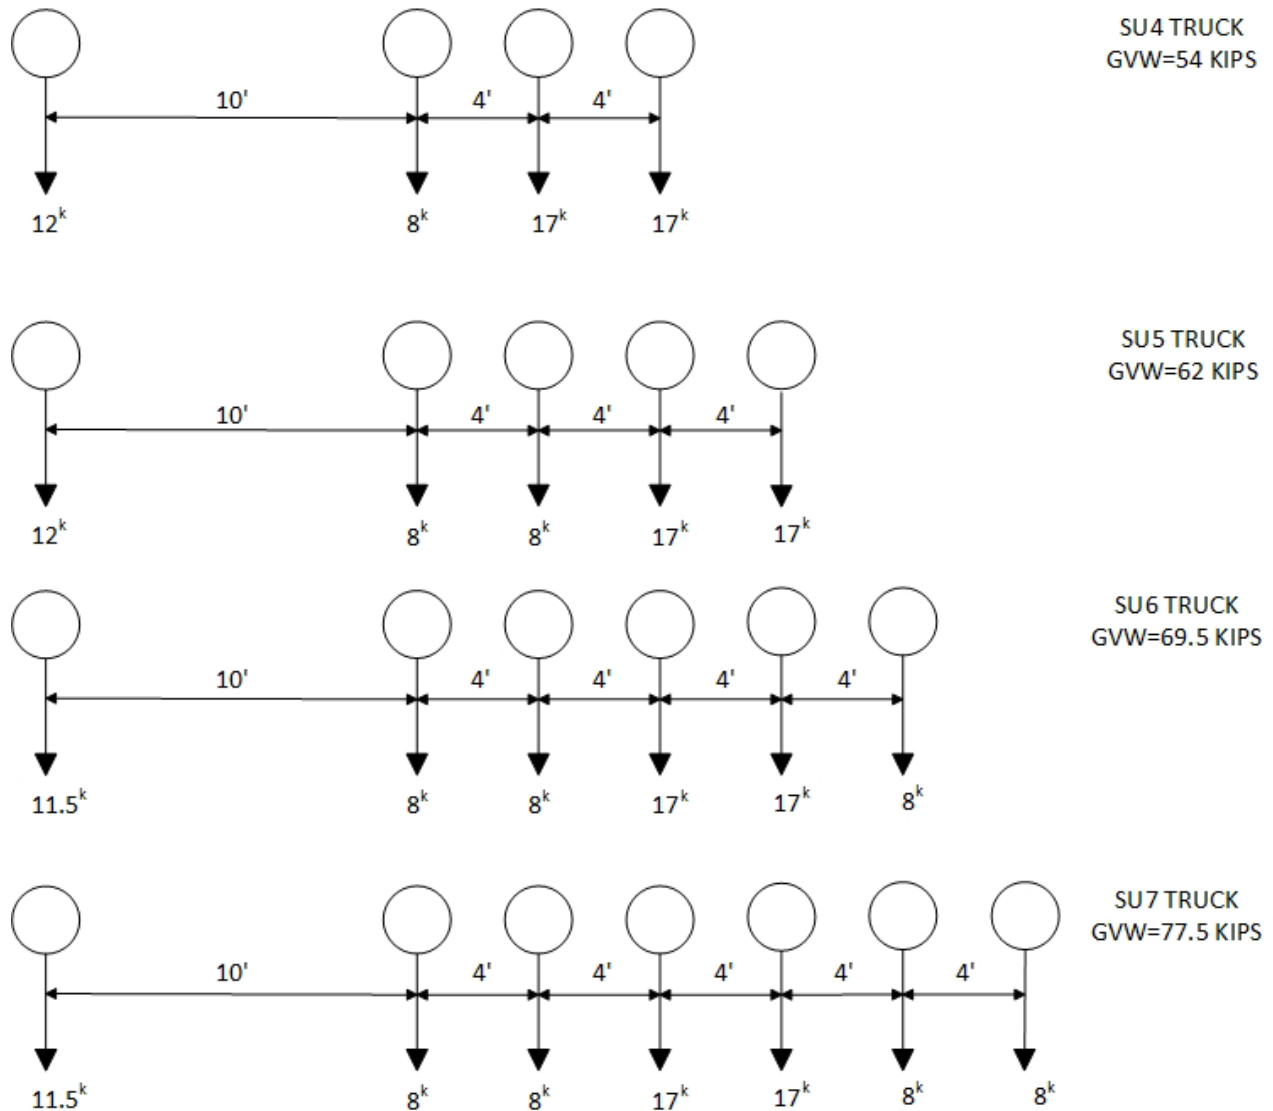 SU4 TRUCK
GVW=54 KIPS
10' 4' 4'
12k 8k 17k 17k
SU5 TRUCK
GVW=62 KIPS
10' 4' 4' 4'
12k 8k 8k 17k 17k
SU6 TRUCK
GVW=69.5 KIPS
10' 4' 4' 4' 4'
11.5k 8k 8k 17k 17k 8k
SU7 TRUCK
GVW=77.5 KIPS
10' 4' 4' 4' 4' 4'
11.5k 8k 8k 17k 17k 8k 8k